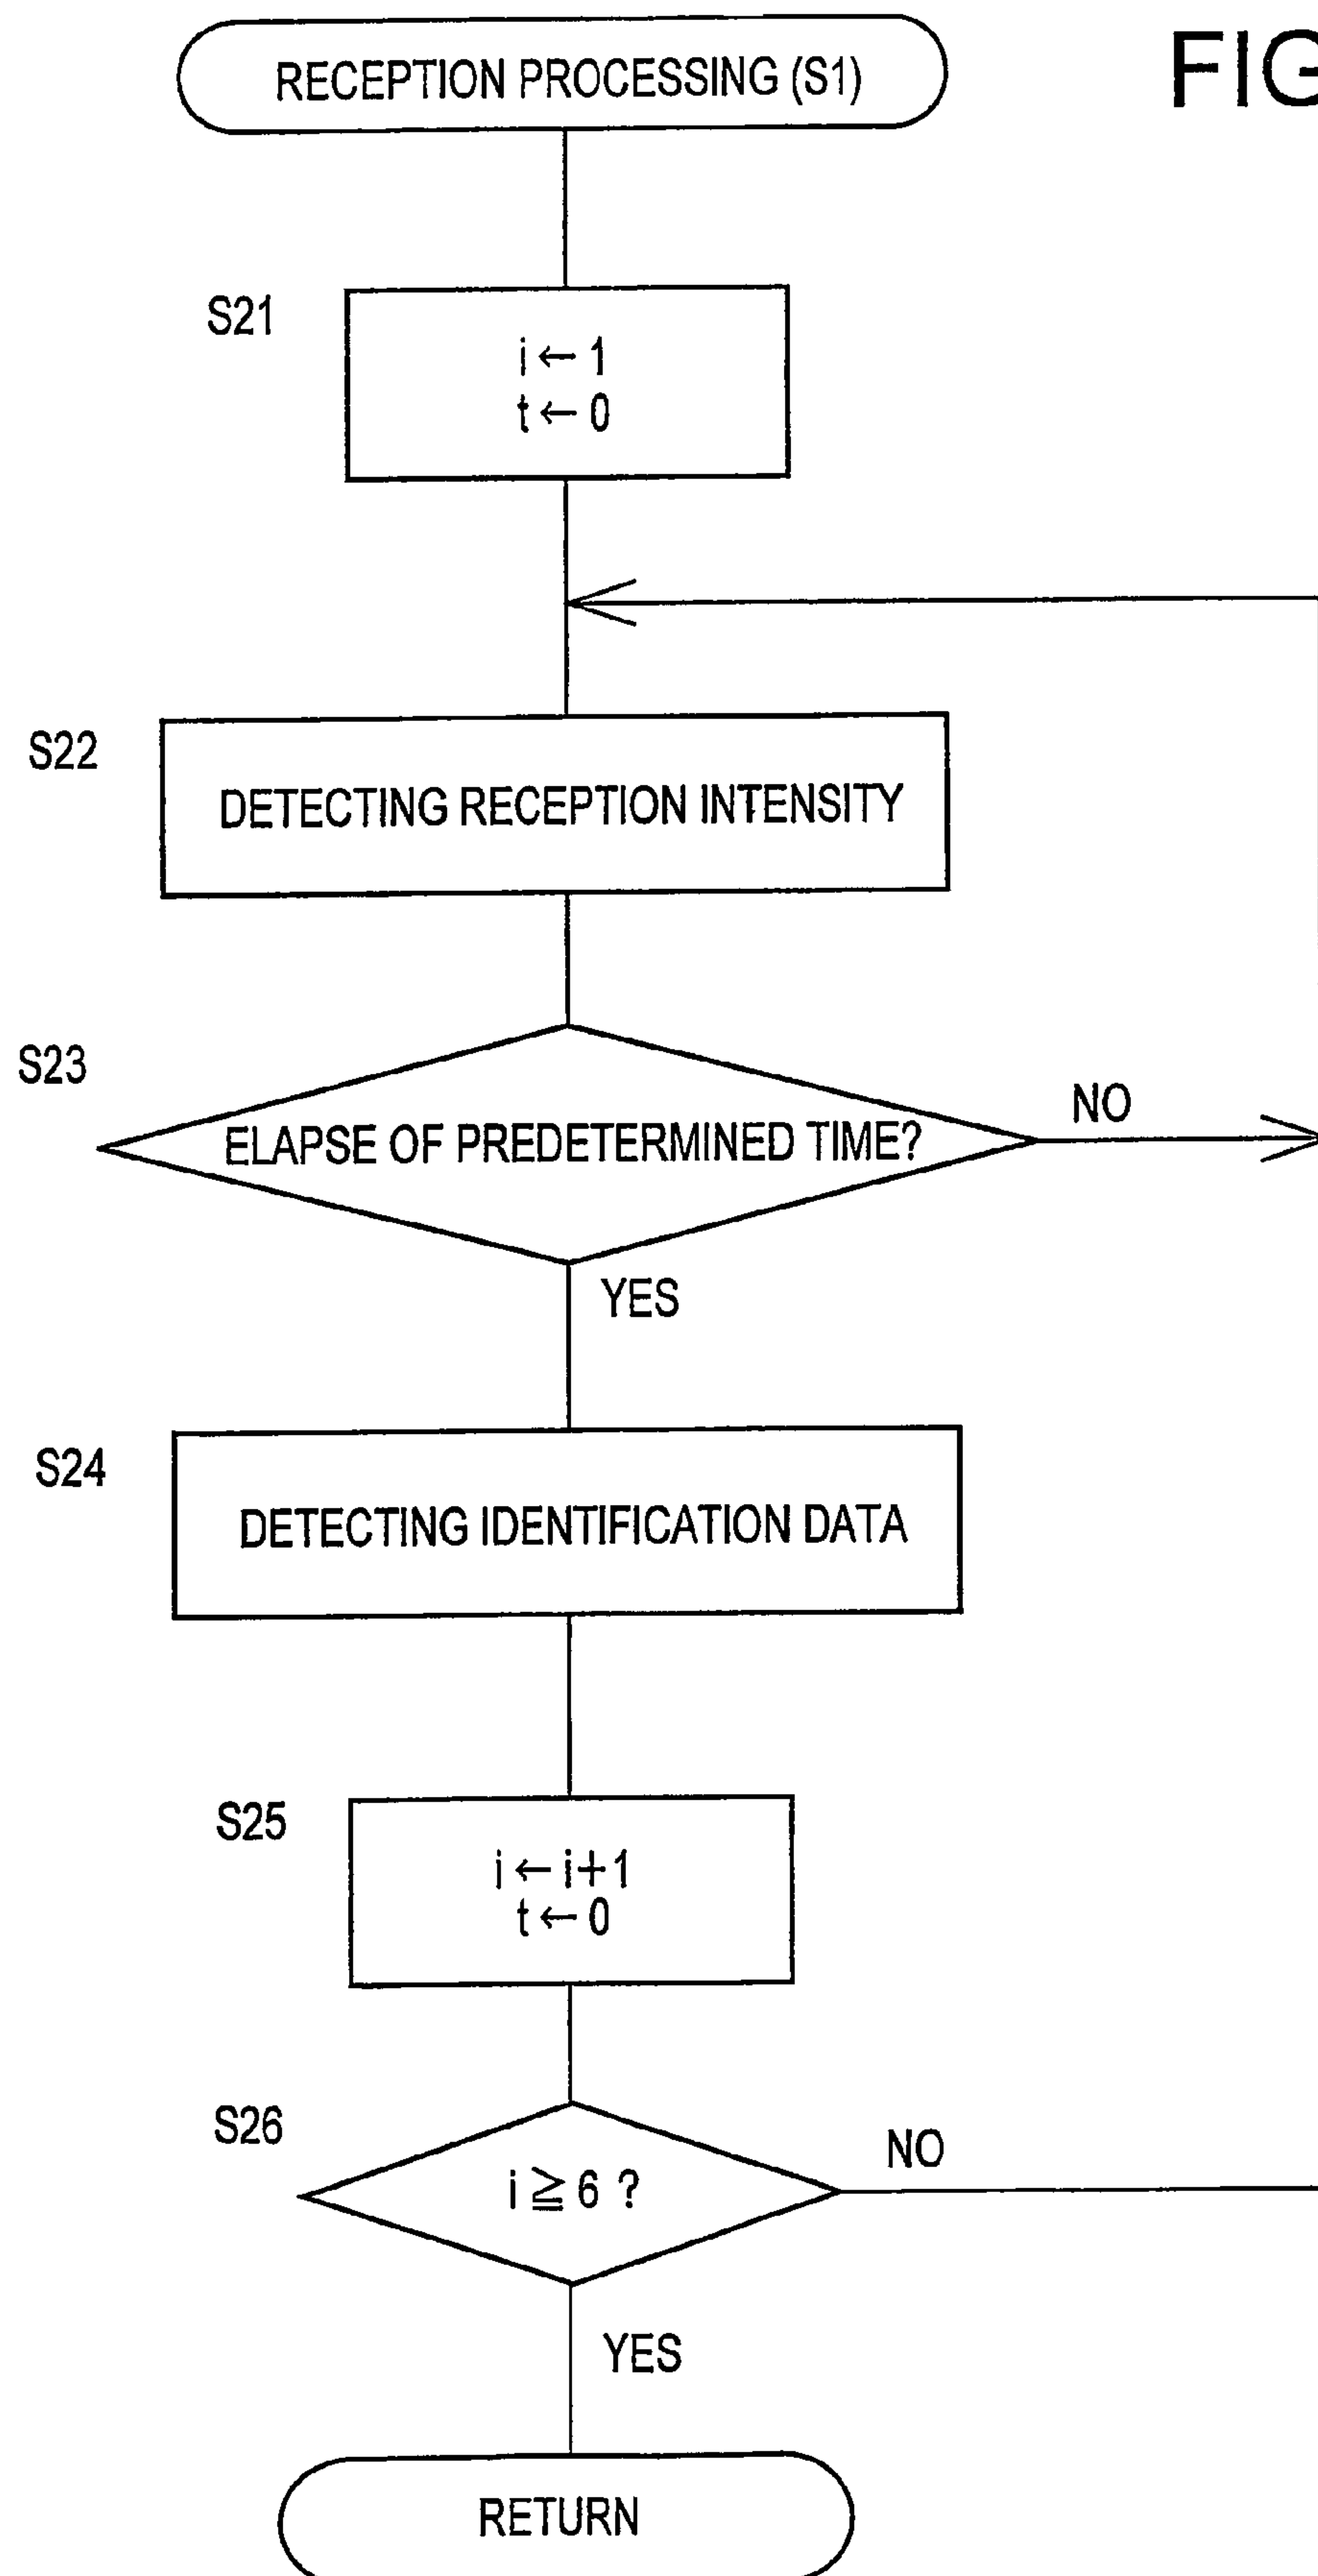 FIG
RECEPTION PROCESSING (S1)
S21
i ← 1
t ← 0
S22
DETECTING RECEPTION INTENSITY
S23
ELAPSE OF PREDETERMINED TIME?
NO
YES
S24
DETECTING IDENTIFICATION DATA
S25
i ← i+1
t ← 0
S26
i ≧ 6 ?
NO
YES
RETURN